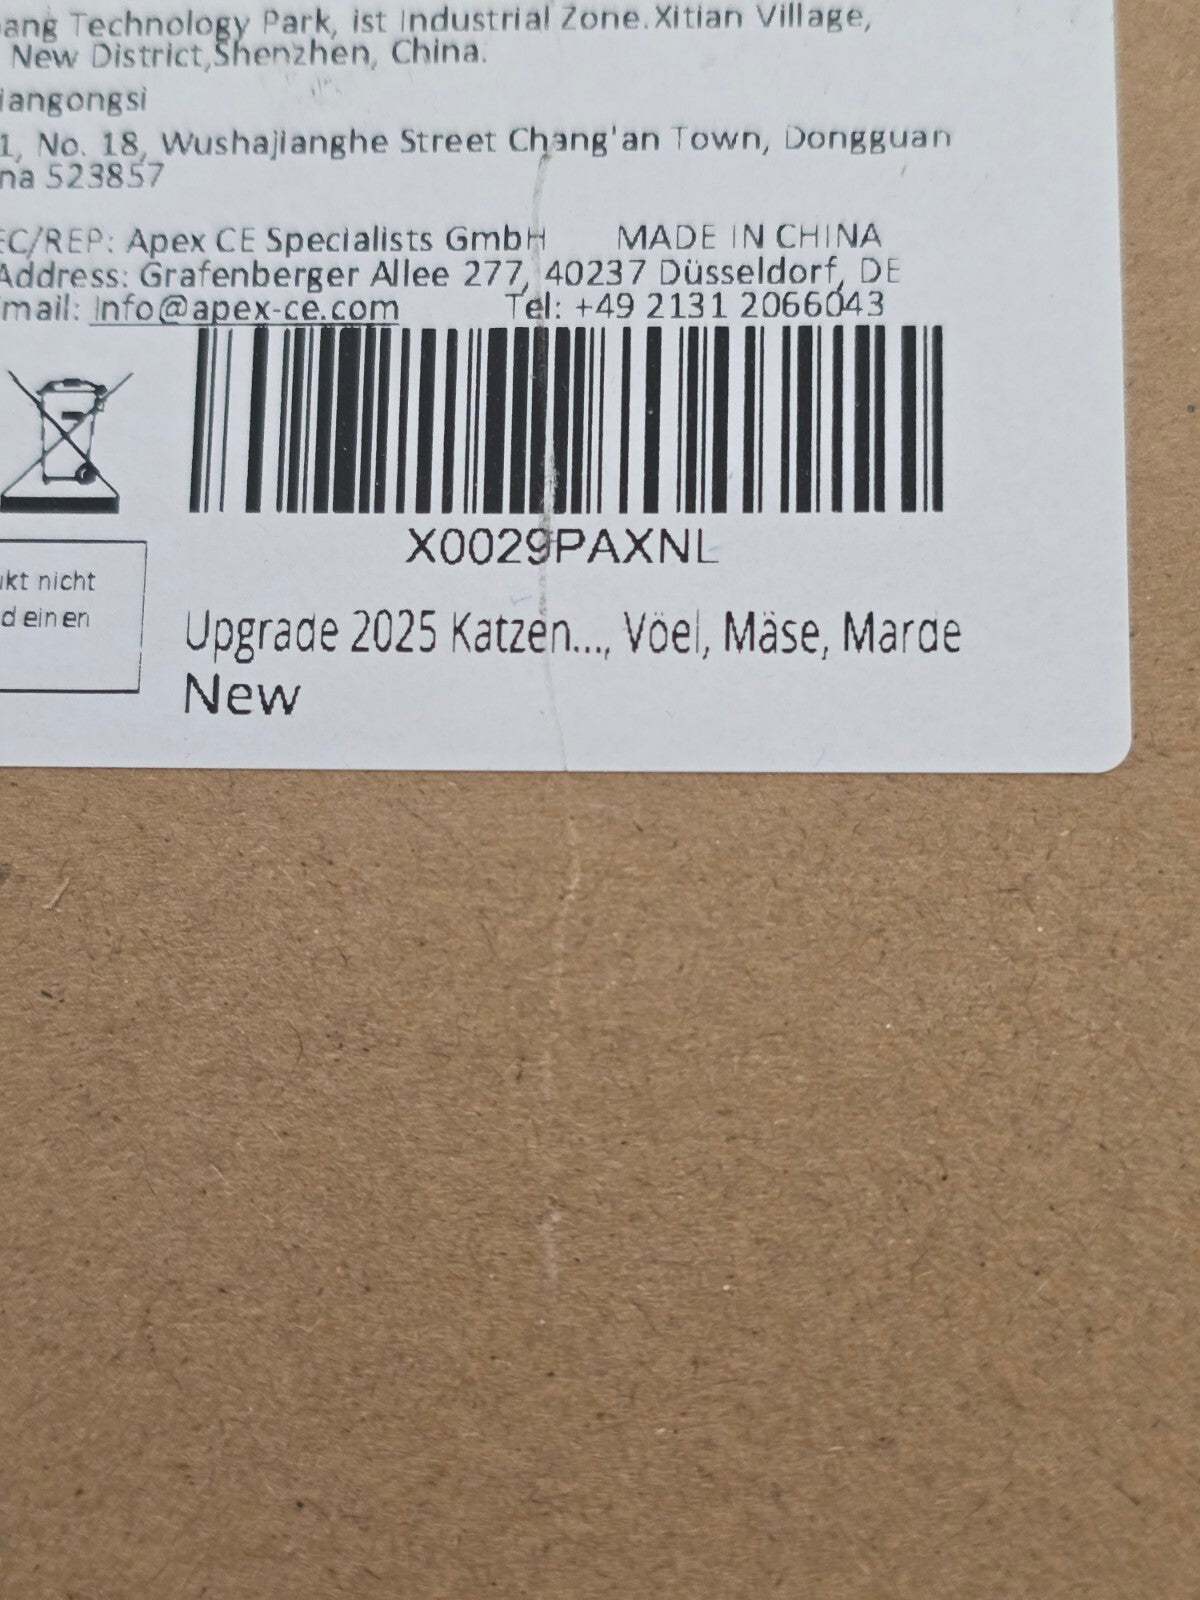 ang Technology Park, ist Industrial Zone.Xitian Village,
New District,Shenzhen, China.
iangongsi
1, No. 18, Wushajianghe Street Chang'an Town, Dongguan
na 523857
EC/REP: Apex CE Specialists GmbH MADE IN CHINA
Address: Grafenberger Allee 277, 40237 Düsseldorf, DE
mail: Info@apex-ce.com Tel: +49 2131 2066043
X0029PAXNL
ukt nicht
d einen
Upgrade 2025 Katzen..., Vöel, Mäse, Marde
New